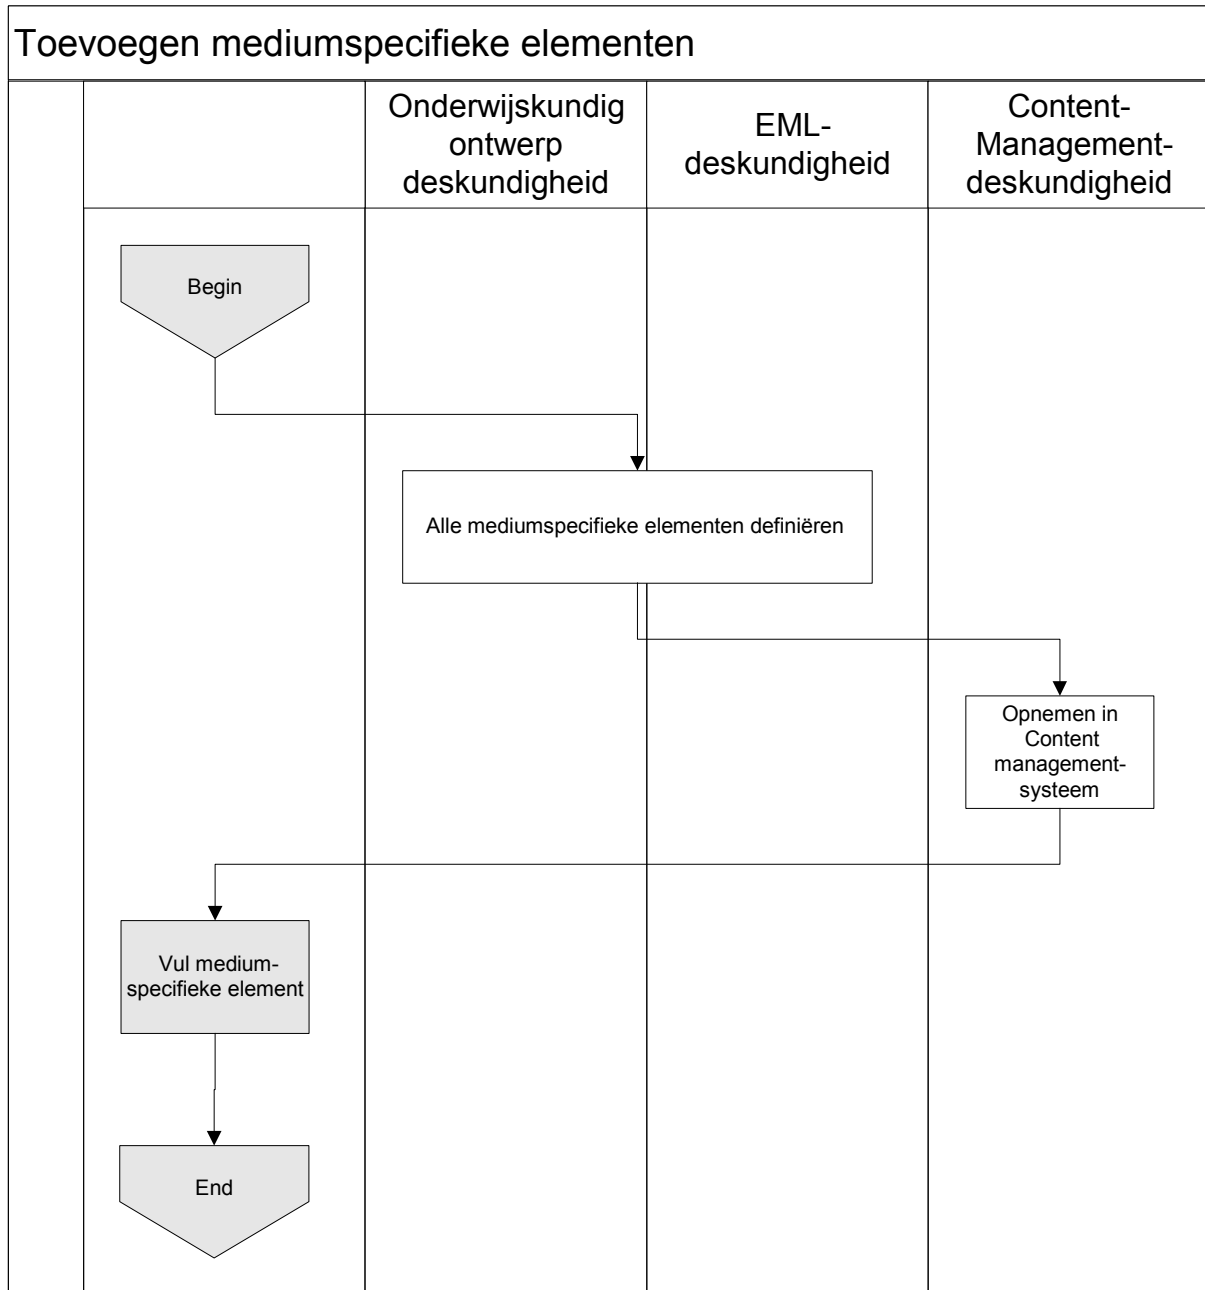 Toevoegen mediumspecifieke elementen
Onderwijskundig
ontwerp
deskundigheid
EML-
deskundigheid
Content-
Management-
deskundigheid
Begin
Alle mediumspecifieke elementen definiëren
Opnemen in
Content
management-
systeem
Vul medium-
specifieke element
End